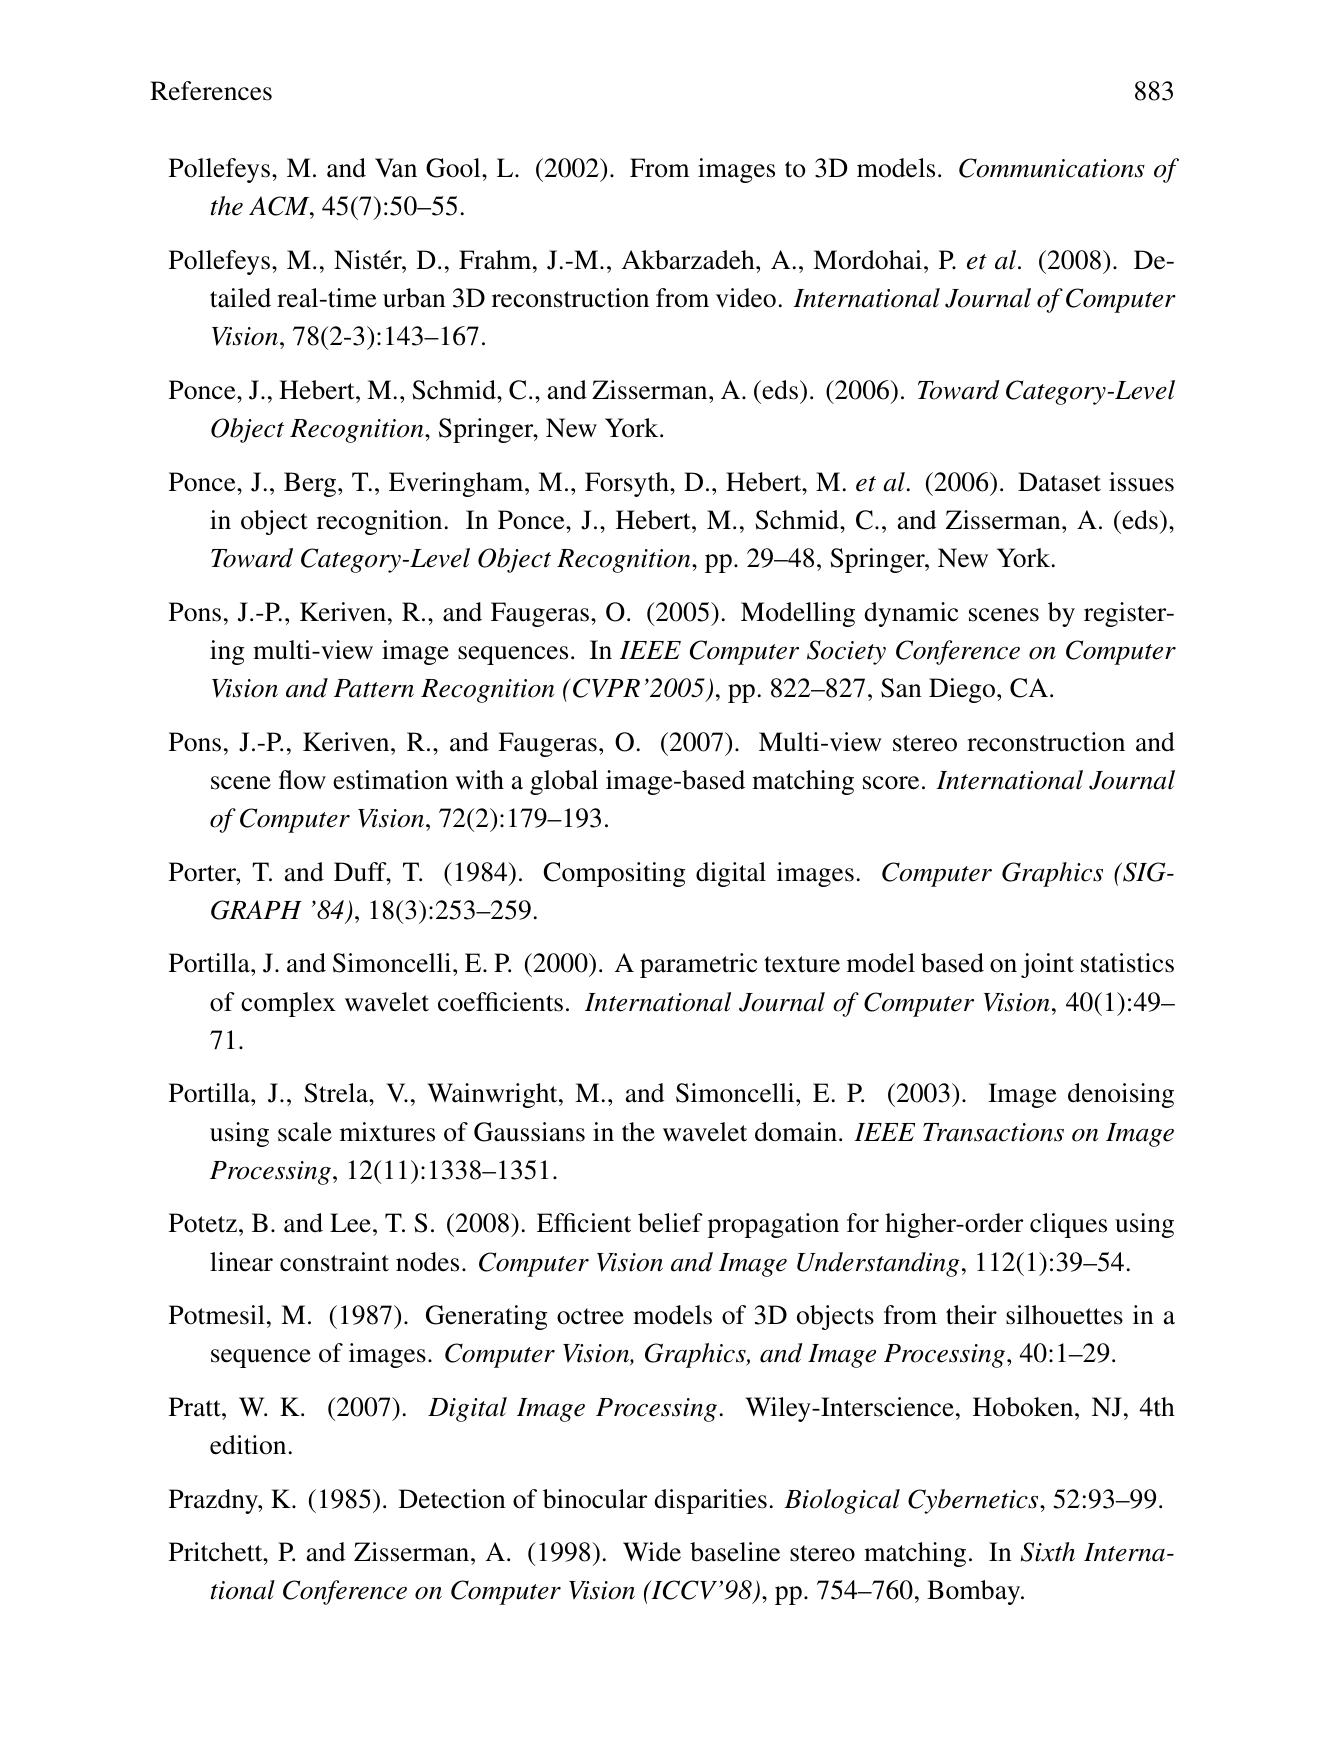 References 883
Pollefeys, M. and Van Gool, L. (2002). From images to 3D models. Communications of
the ACM, 45(7):50–55.
Pollefeys, M., Nistér, D., Frahm, J.-M., Akbarzadeh, A., Mordohai, P. et al. (2008). De-
tailed real-time urban 3D reconstruction from video. International Journal of Computer
Vision, 78(2-3):143–167.
Ponce, J., Hebert, M., Schmid, C., and Zisserman, A. (eds). (2006). Toward Category-Level
Object Recognition, Springer, New York.
Ponce, J., Berg, T., Everingham, M., Forsyth, D., Hebert, M. et al. (2006). Dataset issues
in object recognition. In Ponce, J., Hebert, M., Schmid, C., and Zisserman, A. (eds),
Toward Category-Level Object Recognition, pp. 29–48, Springer, New York.
Pons, J.-P., Keriven, R., and Faugeras, O. (2005). Modelling dynamic scenes by register-
ing multi-view image sequences. In IEEE Computer Society Conference on Computer
Vision and Pattern Recognition (CVPR’2005), pp. 822–827, San Diego, CA.
Pons, J.-P., Keriven, R., and Faugeras, O. (2007). Multi-view stereo reconstruction and
scene flow estimation with a global image-based matching score. International Journal
of Computer Vision, 72(2):179–193.
Porter, T. and Duff, T. (1984). Compositing digital images. Computer Graphics (SIG-
GRAPH ’84), 18(3):253–259.
Portilla, J. and Simoncelli, E. P. (2000). A parametric texture model based on joint statistics
of complex wavelet coefficients. International Journal of Computer Vision, 40(1):49–
71.
Portilla, J., Strela, V., Wainwright, M., and Simoncelli, E. P. (2003). Image denoising
using scale mixtures of Gaussians in the wavelet domain. IEEE Transactions on Image
Processing, 12(11):1338–1351.
Potetz, B. and Lee, T. S. (2008). Efficient belief propagation for higher-order cliques using
linear constraint nodes. Computer Vision and Image Understanding, 112(1):39–54.
Potmesil, M. (1987). Generating octree models of 3D objects from their silhouettes in a
sequence of images. Computer Vision, Graphics, and Image Processing, 40:1–29.
Pratt, W. K. (2007). Digital Image Processing. Wiley-Interscience, Hoboken, NJ, 4th
edition.
Prazdny, K. (1985). Detection of binocular disparities. Biological Cybernetics, 52:93–99.
Pritchett, P. and Zisserman, A. (1998). Wide baseline stereo matching. In Sixth Interna-
tional Conference on Computer Vision (ICCV’98), pp. 754–760, Bombay.